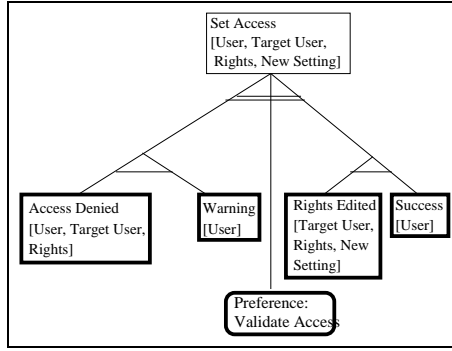 Set Access
[User, Target User,
Rights, New Setting]
Access Denied
[User, Target User,
Rights]
Warning
[User]
Rights Edited
[Target User,
Rights, New
Setting]
Success
[User]
Preference:
Validate Access